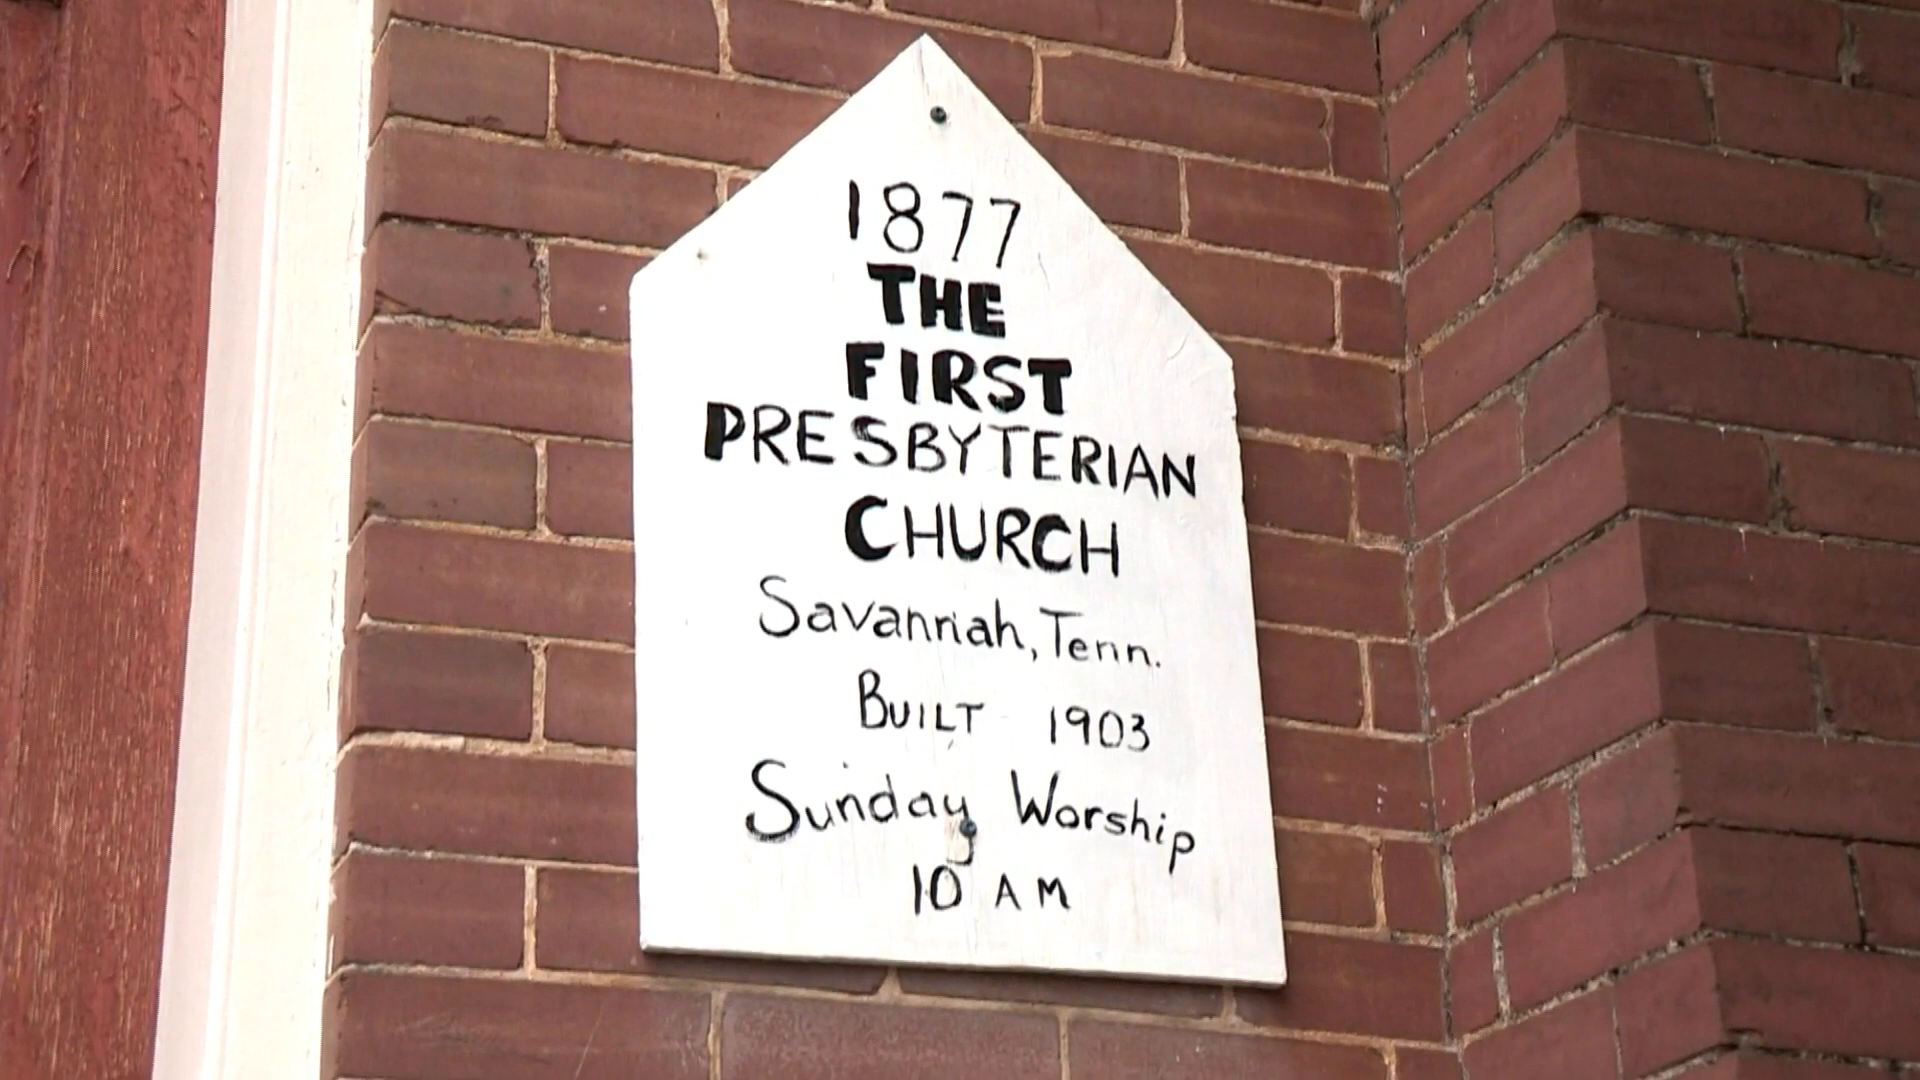 1877
THE
FIRST
PRESBYTERIAN
CHURCH
Savannah, Tenn.
BUILT 1903
Sunday Worship
10 AM